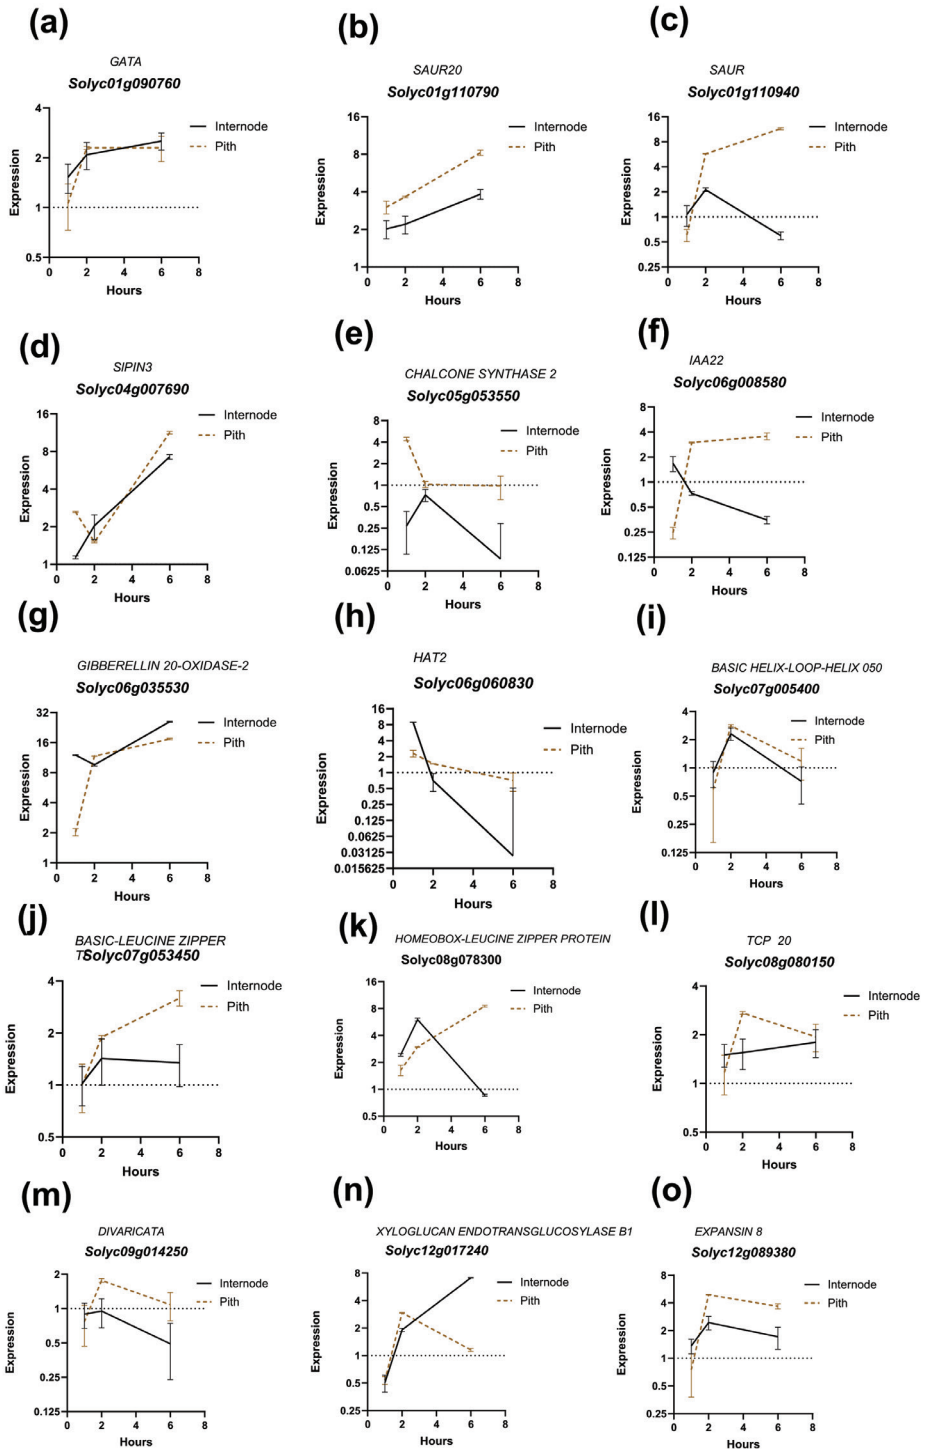 (a)
GATA
Solyc01g090760
4
2
1
0.5
0 2 4 6 8
Expression
Hours
Internode
Pith
(b)
SAUR20
Solyc01g110790
16
8
4
2
1
0 2 4 6 8
Expression
Hours
Internode
Pith
(c)
SAUR
Solyc01g110940
16
8
4
2
1
0.5
0.25
0 2 4 6 8
Expression
Hours
Internode
Pith
(d)
SlPIN3
Solyc04g007690
16
8
4
2
1
0 2 4 6 8
Expression
Hours
Internode
Pith
(e)
CHALCONE SYNTHASE 2
Solyc05g053550
8
4
2
1
0.5
0.25
0.125
0.0625
0 2 4 6 8
Expression
Hours
Internode
Pith
(f)
IAA22
Solyc06g008580
8
4
2
1
0.5
0.25
0.125
0 2 4 6 8
Expression
Hours
Internode
Pith
(g)
GIBBERELLIN 20-OXIDASE-2
Solyc06g035530
32
16
8
4
2
1
0 2 4 6 8
Expression
Hours
Internode
Pith
(h)
HAT2
Solyc06g060830
16
8
4
2
1
0.5
0.25
0.125
0.0625
0.03125
0.015625
0 2 4 6 8
Expression
Hours
Internode
Pith
(i)
BASIC HELIX-LOOP-HELIX 050
Solyc07g005400
4
2
1
0.5
0.25
0.125
0 2 4 6 8
Expression
Hours
Internode
Pith
(j)
BASIC-LEUCINE ZIPPER
TSolyc07g053450
4
2
1
0.5
0 2 4 6 8
Expression
Hours
Internode
Pith
(k)
HOMEOBOX-LEUCINE ZIPPER PROTEIN
Solyc08g078300
16
8
4
2
1
0.5
0 2 4 6 8
Expression
Hours
Internode
Pith
(l)
TCP 20
Solyc08g080150
4
2
1
0.5
0 2 4 6 8
Expression
Hours
Internode
Pith
(m)
DIVARICATA
Solyc09g014250
2
1
0.5
0.25
0.125
0 2 4 6 8
Expression
Hours
Internode
Pith
(n)
XYLOGLUCAN ENDOTRANSGLUCOSYLASE B1
Solyc12g017240
8
4
2
1
0.5
0.25
0 2 4 6 8
Expression
Hours
Internode
Pith
(o)
EXPANSIN 8
Solyc12g089380
8
4
2
1
0.5
0.25
0 2 4 6 8
Expression
Hours
Internode
Pith